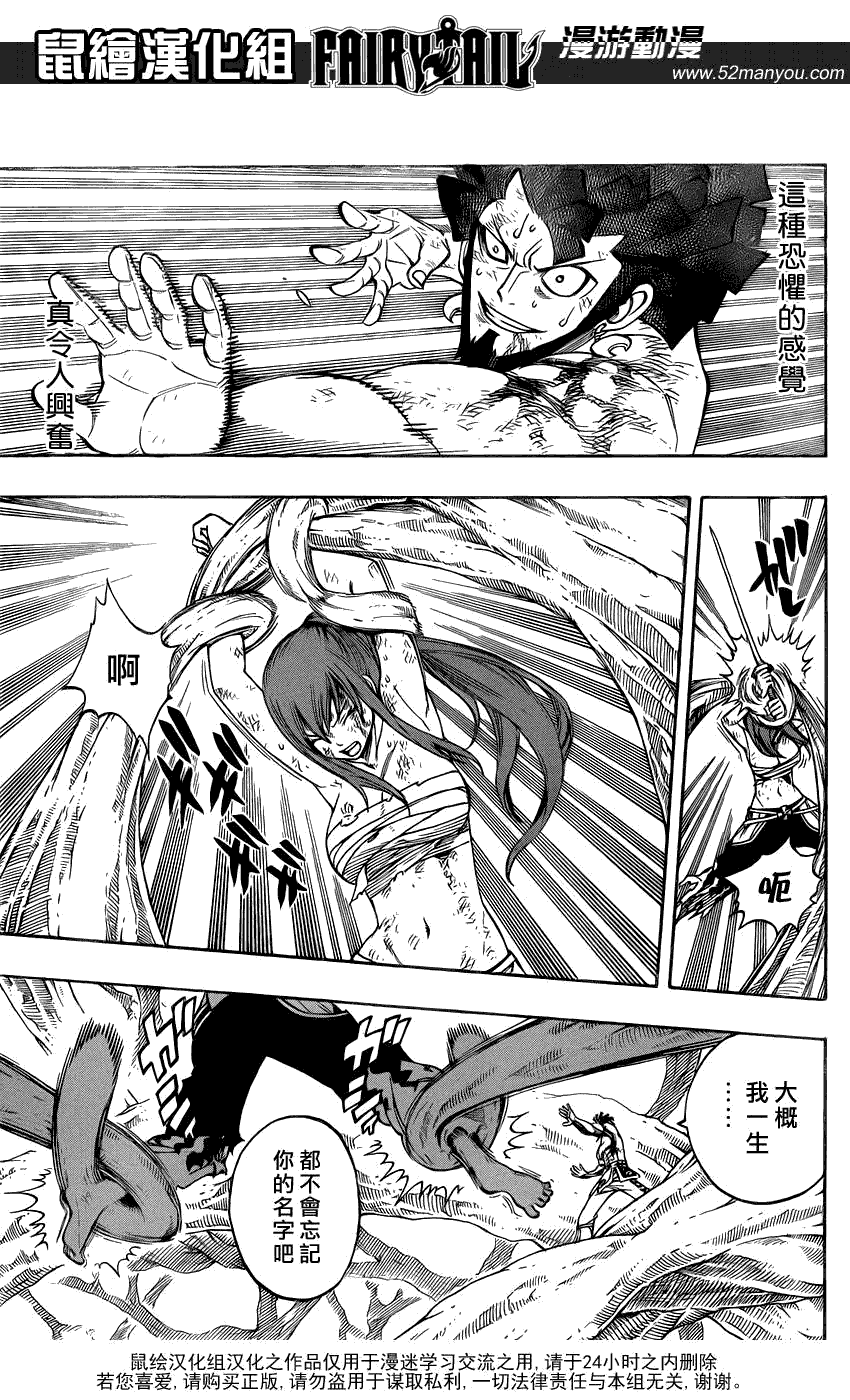 鼠繪漢化組
FAIRY TAIL
漫游動漫
www.52manyou.com
這種恐懼的感覺
真令人興奮
呃
啊
大概
我一生
……
都不會忘記
你的名字吧
鼠绘汉化组汉化之作品仅用于漫迷学习交流之用, 请于24小时之内删除
若您喜爱, 请购买正版, 请勿盗用于谋取私利, 一切法律责任与本组无关, 谢谢。